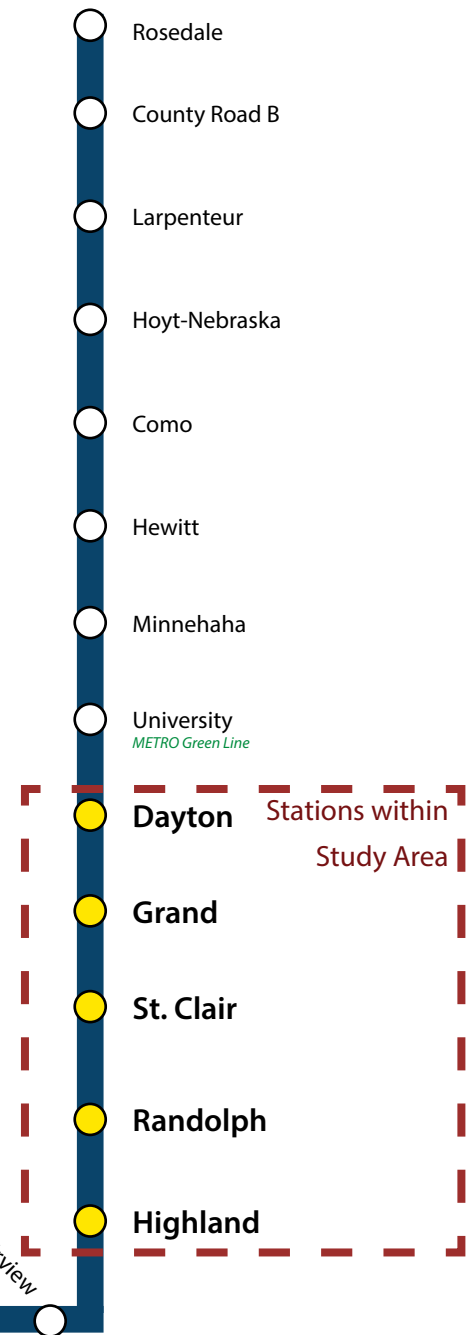 Rosedale
County Road B
Larpenteur
Hoyt-Nebraska
Como
Hewitt
Minnehaha
University
METRO Green Line
Dayton
Stations within
Study Area
Grand
St. Clair
Randolph
Highland